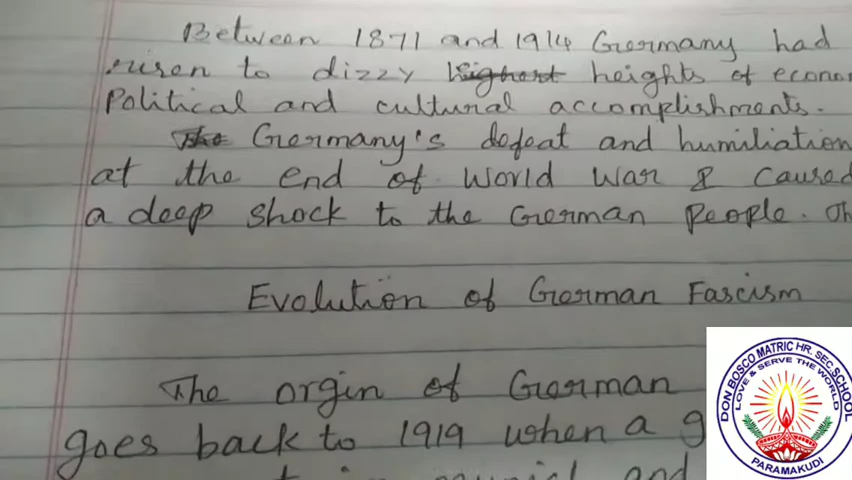 Between 1871 and 1914 Germany had
risen to dizzy heights of econo
Political and cultural accomplishments.
The Germany's defeat and humiliation
at the end of World War I caused
a deep shock to the German People. Th
Evolution of German Fascism
The orgin of German
goes back to 1919 when a g
and
DON BOSCO MATRIC HR. SEC SCHOOL
LOVE & SERVE THE WORLD
PARAMAKUDI